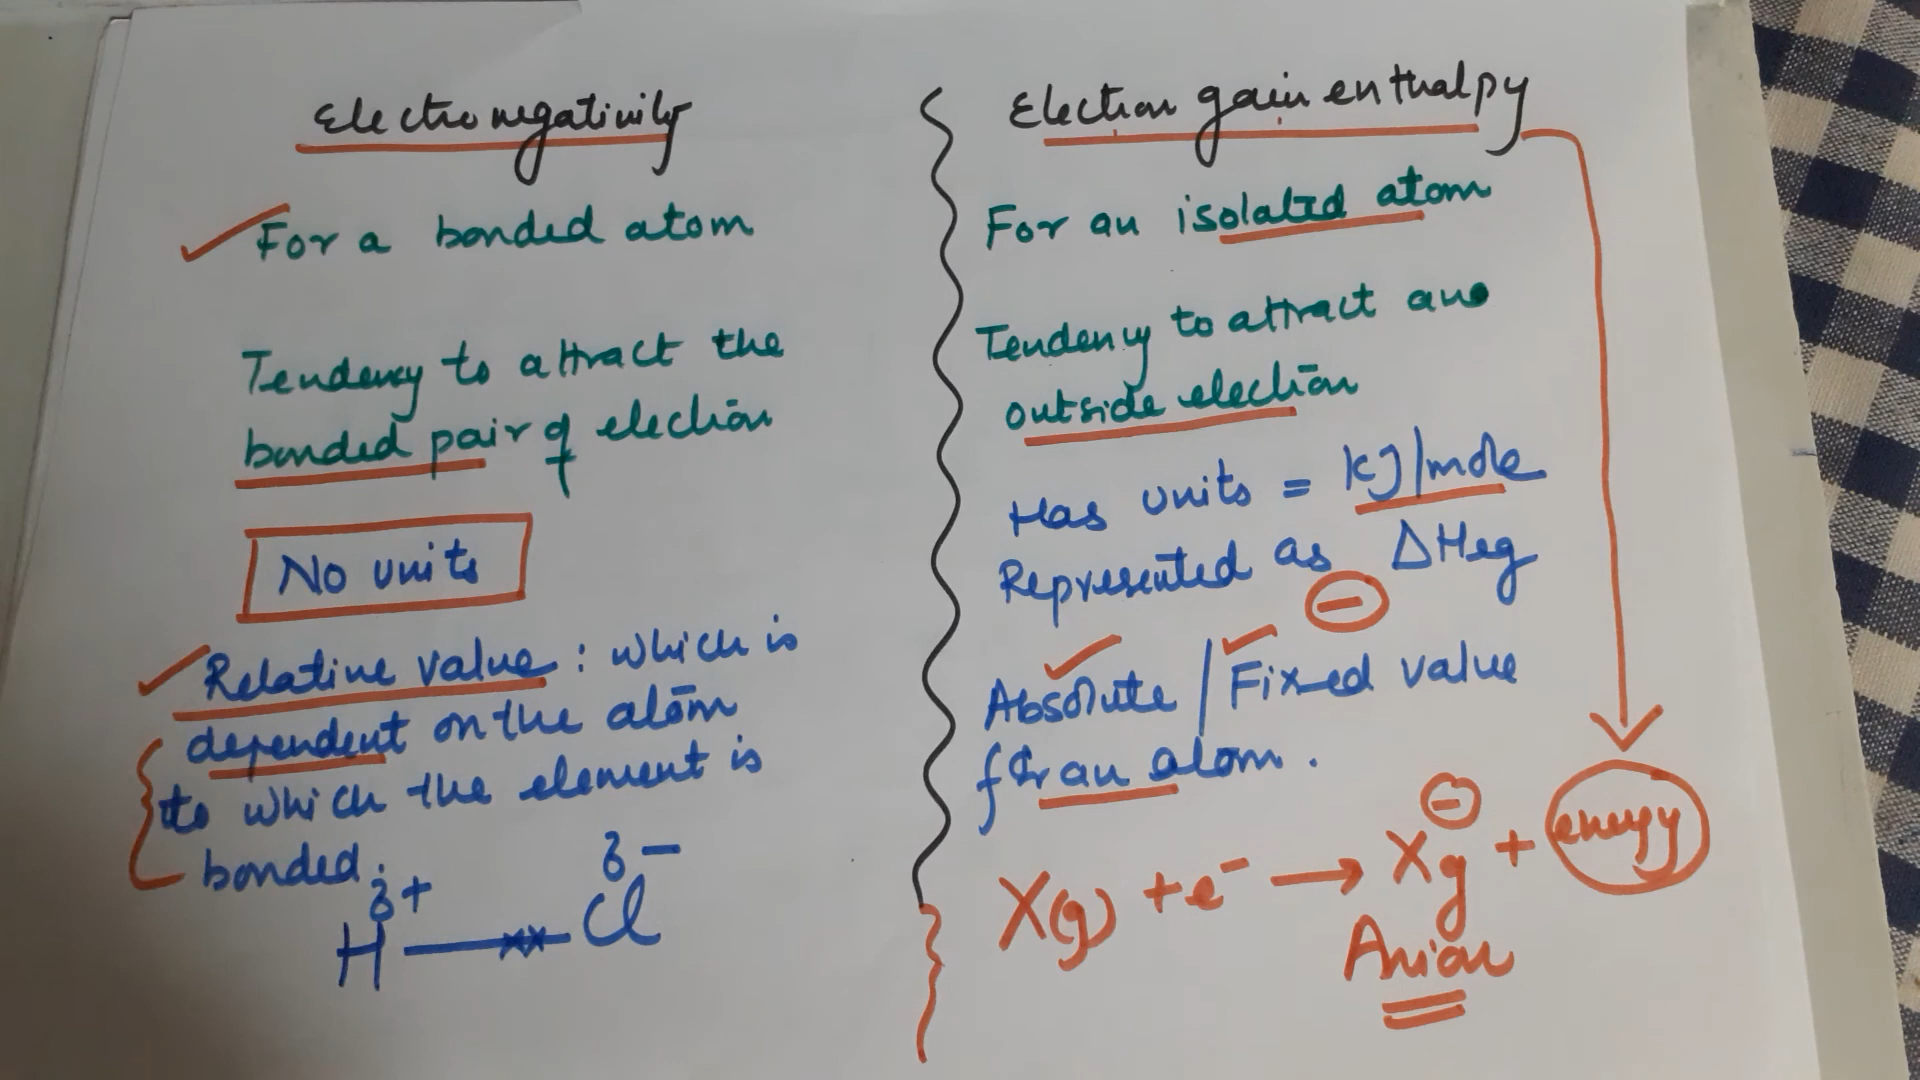 Electronegativity
For a bonded atom
Tendency to attract the
bonded pair of electron
No units
Relative value : which is
dependent on the atom
to which the element is
bonded.
δ+ δ-
H Cl
Electron gain enthalpy
For an isolated atom
Tendency to attract an
outside electron
Has units = kJ/mole
Represented as ΔHeg
-
Absolute / Fixed value
for an atom.
X(g) + e- → Xg- + energy
Anion